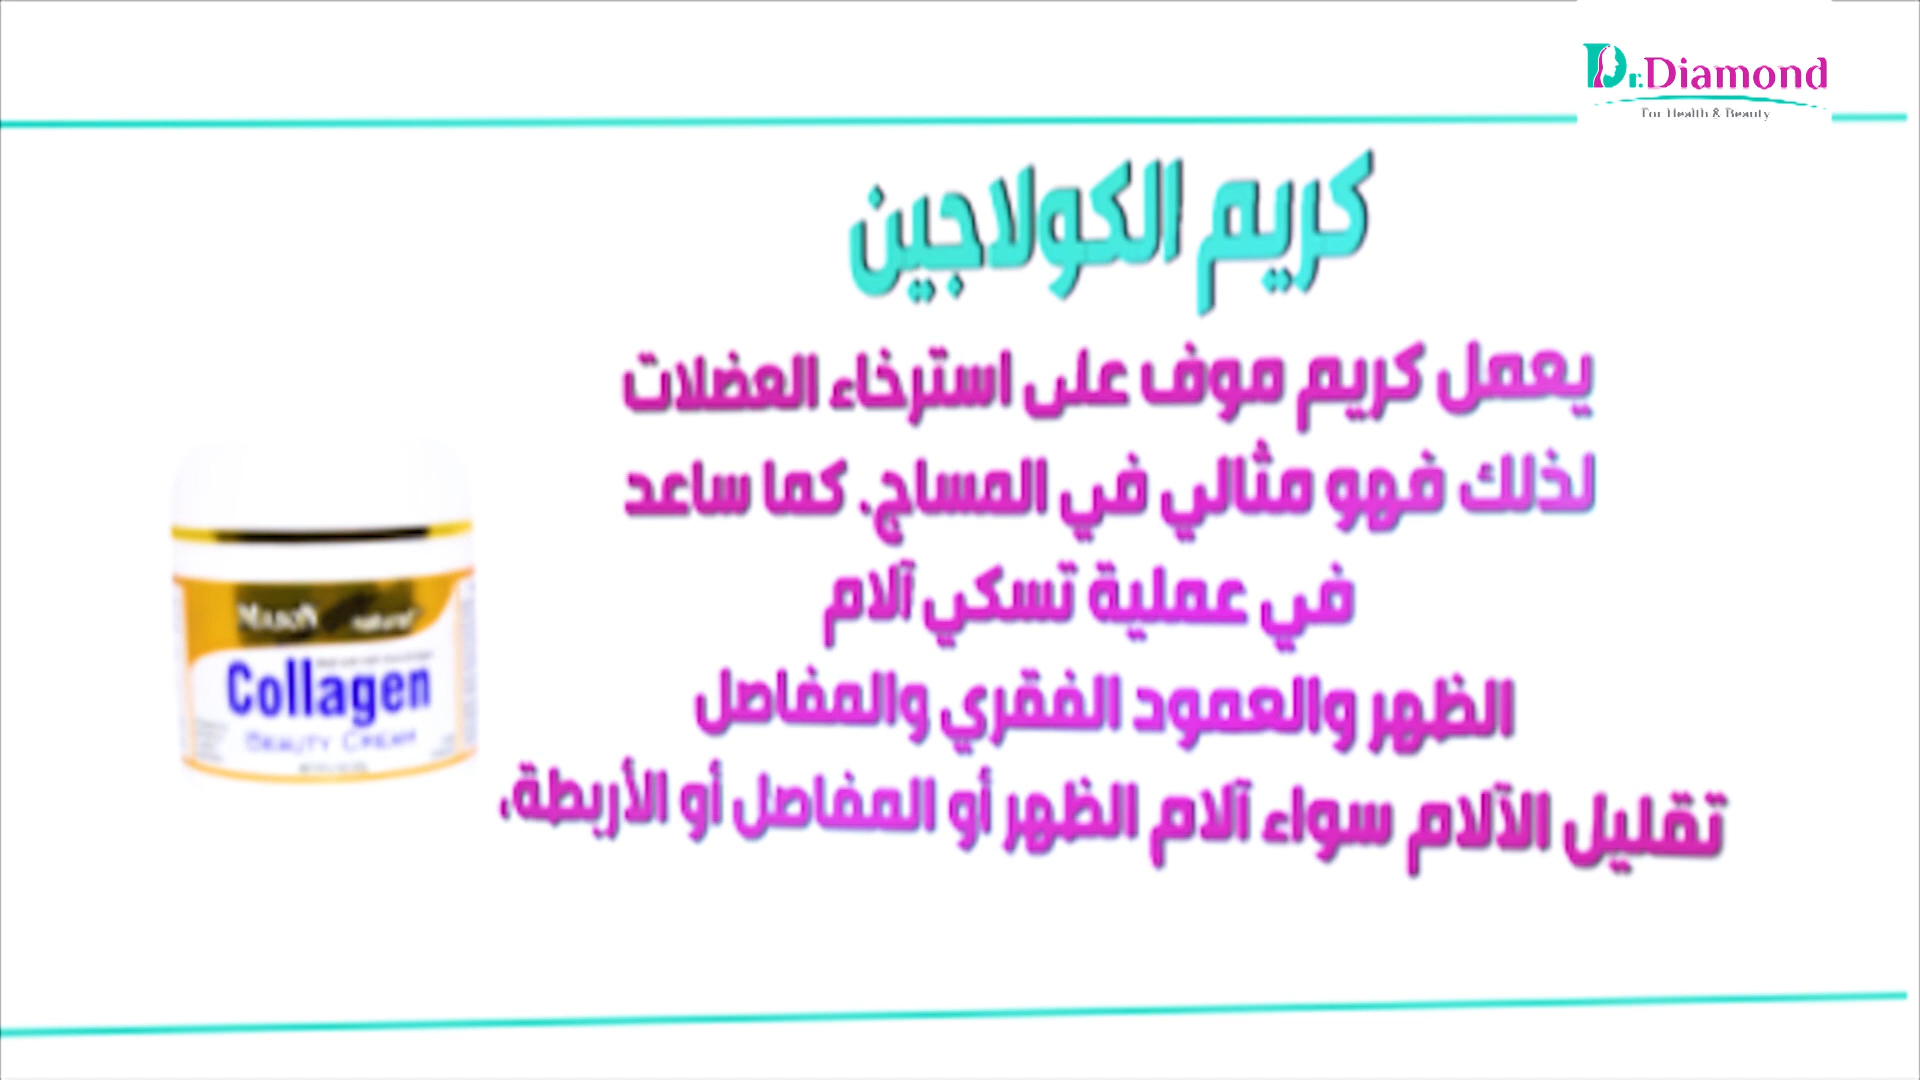 Dr.Diamond
For Health & Beauty
كريم الكولاجين
يعمل كريم موف على استرخاء العضلات
لذلك فهو مثالي في المساج. كما ساعد
في عملية تسكي آلام
الظهر والعمود الفقري والمفاصل
تقليل الآلام سواء آلام الظهر أو المفاصل أو الأربطة،
MASON natural
Collagen
BEAUTY CREAM